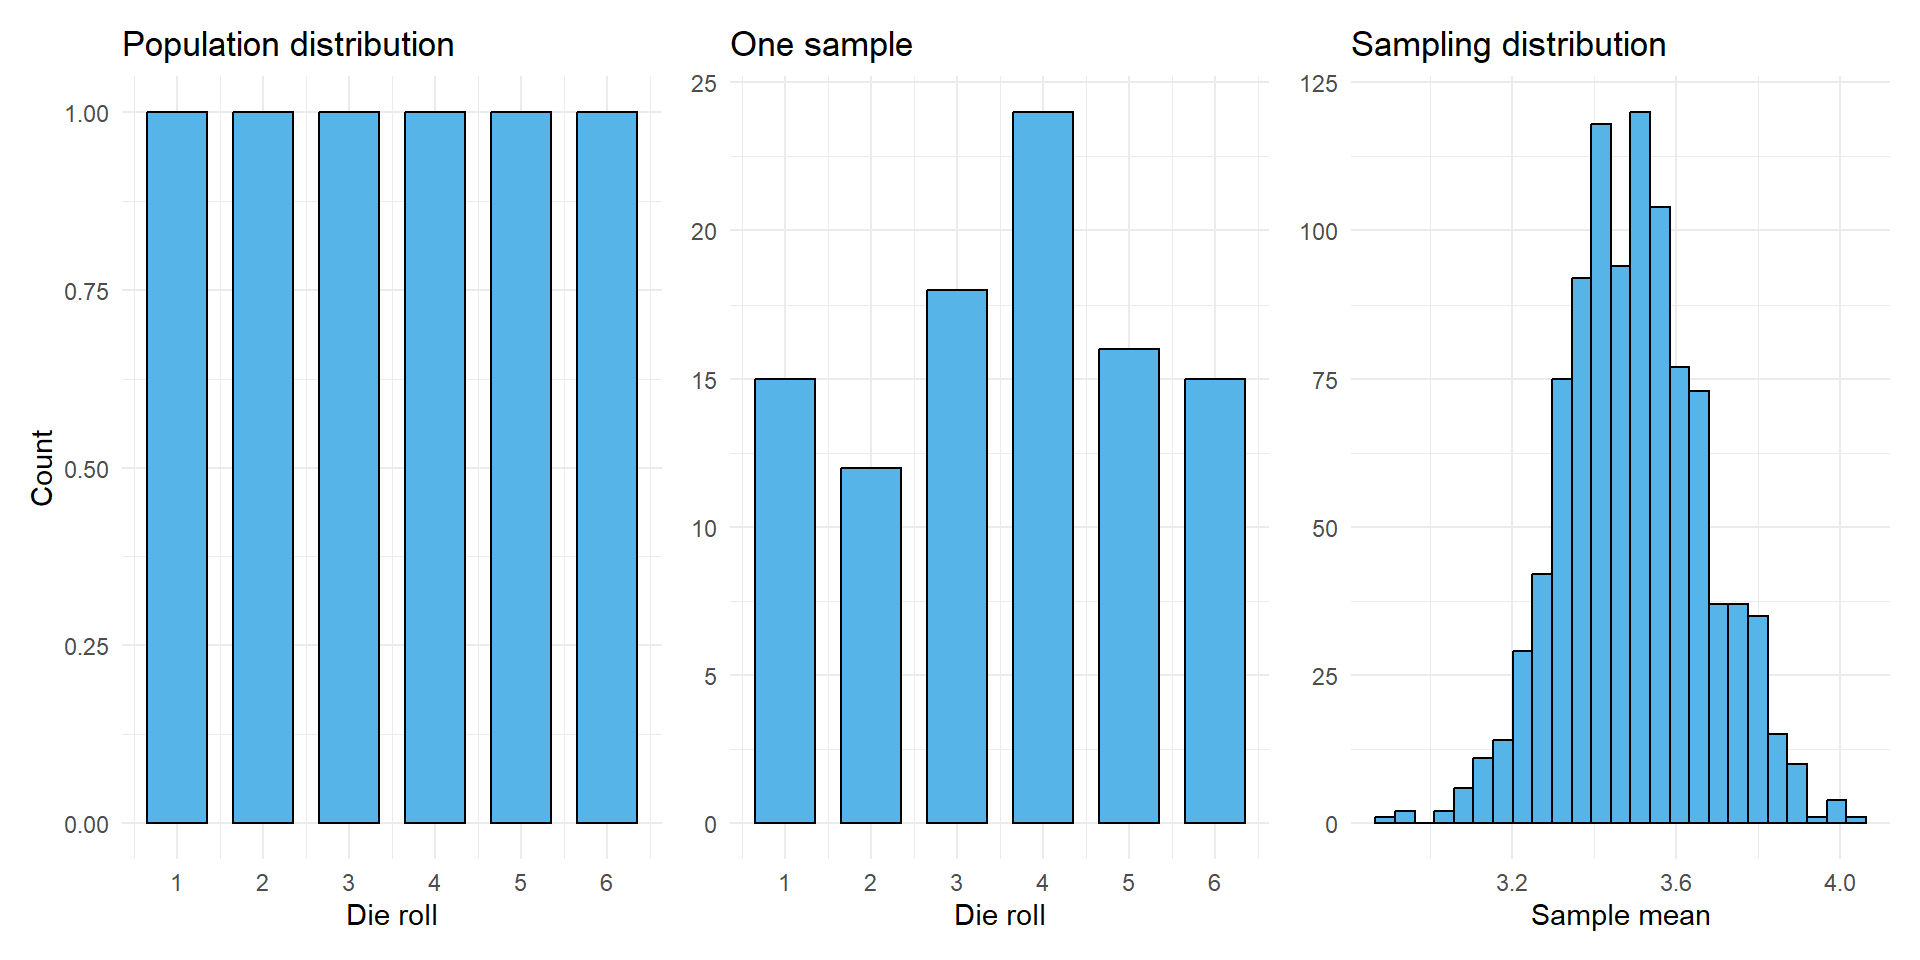 Population distribution
Count
1.00
0.75
0.50
0.25
0.00
1 2 3 4 5 6
Die roll
One sample
25
20
15
10
5
0
1 2 3 4 5 6
Die roll
Sampling distribution
125
100
75
50
25
0
3.2 3.6 4.0
Sample mean